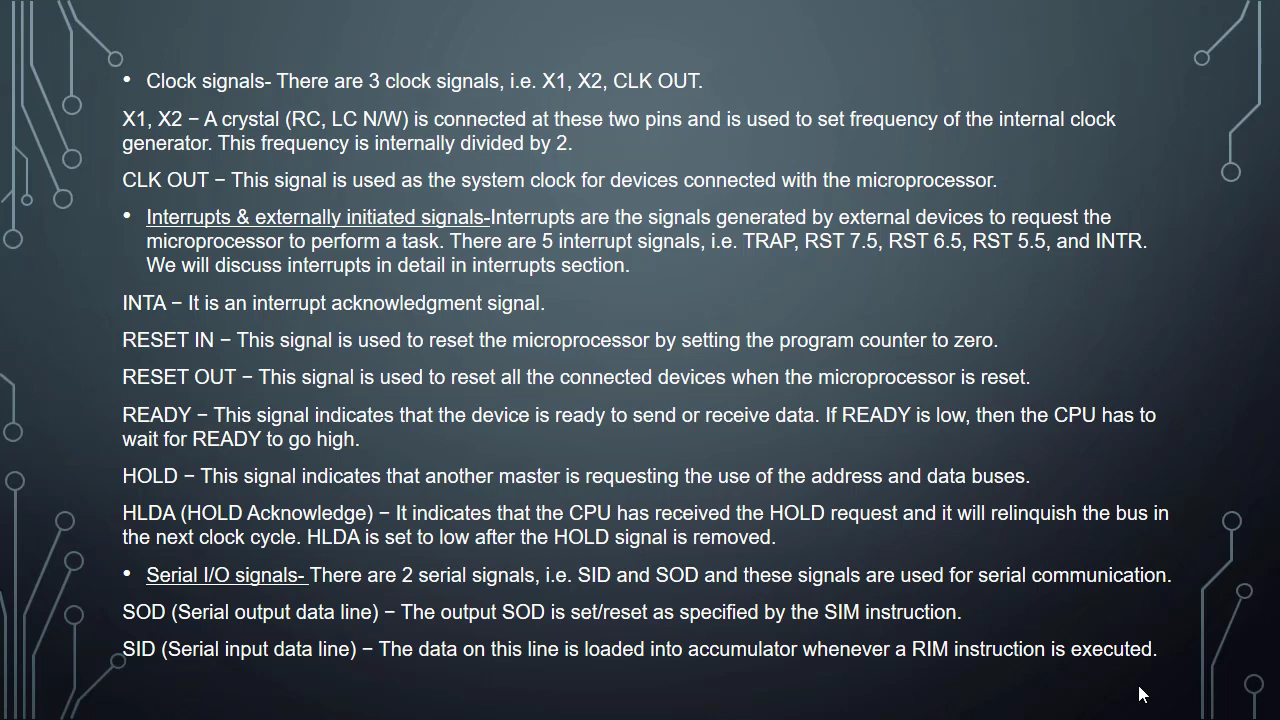 • Clock signals- There are 3 clock signals, i.e. X1, X2, CLK OUT.
X1, X2 − A crystal (RC, LC N/W) is connected at these two pins and is used to set frequency of the internal clock
generator. This frequency is internally divided by 2.
CLK OUT − This signal is used as the system clock for devices connected with the microprocessor.
• Interrupts & externally initiated signals-Interrupts are the signals generated by external devices to request the
microprocessor to perform a task. There are 5 interrupt signals, i.e. TRAP, RST 7.5, RST 6.5, RST 5.5, and INTR.
We will discuss interrupts in detail in interrupts section.
INTA − It is an interrupt acknowledgment signal.
RESET IN − This signal is used to reset the microprocessor by setting the program counter to zero.
RESET OUT − This signal is used to reset all the connected devices when the microprocessor is reset.
READY − This signal indicates that the device is ready to send or receive data. If READY is low, then the CPU has to
wait for READY to go high.
HOLD − This signal indicates that another master is requesting the use of the address and data buses.
HLDA (HOLD Acknowledge) − It indicates that the CPU has received the HOLD request and it will relinquish the bus in
the next clock cycle. HLDA is set to low after the HOLD signal is removed.
• Serial I/O signals- There are 2 serial signals, i.e. SID and SOD and these signals are used for serial communication.
SOD (Serial output data line) − The output SOD is set/reset as specified by the SIM instruction.
SID (Serial input data line) − The data on this line is loaded into accumulator whenever a RIM instruction is executed.